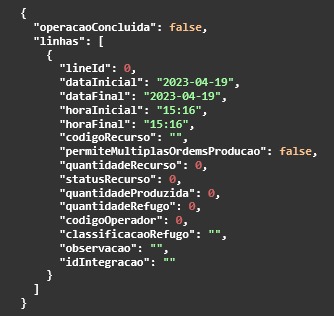 {
"operacaoConcluida": false,
"linhas": [
{
"lineId": 0,
"dataInicial": "2023-04-19",
"dataFinal": "2023-04-19",
"horaInicial": "15:16",
"horaFinal": "15:16",
"codigoRecurso": "",
"permiteMultiplasOrdemsProducao": false,
"quantidadeRecurso": 0,
"statusRecurso": 0,
"quantidadeProduzida": 0,
"quantidadeRefugo": 0,
"codigoOperador": 0,
"classificacaoRefugo": "",
"observacao": "",
"idIntegracao": ""
}
]
}